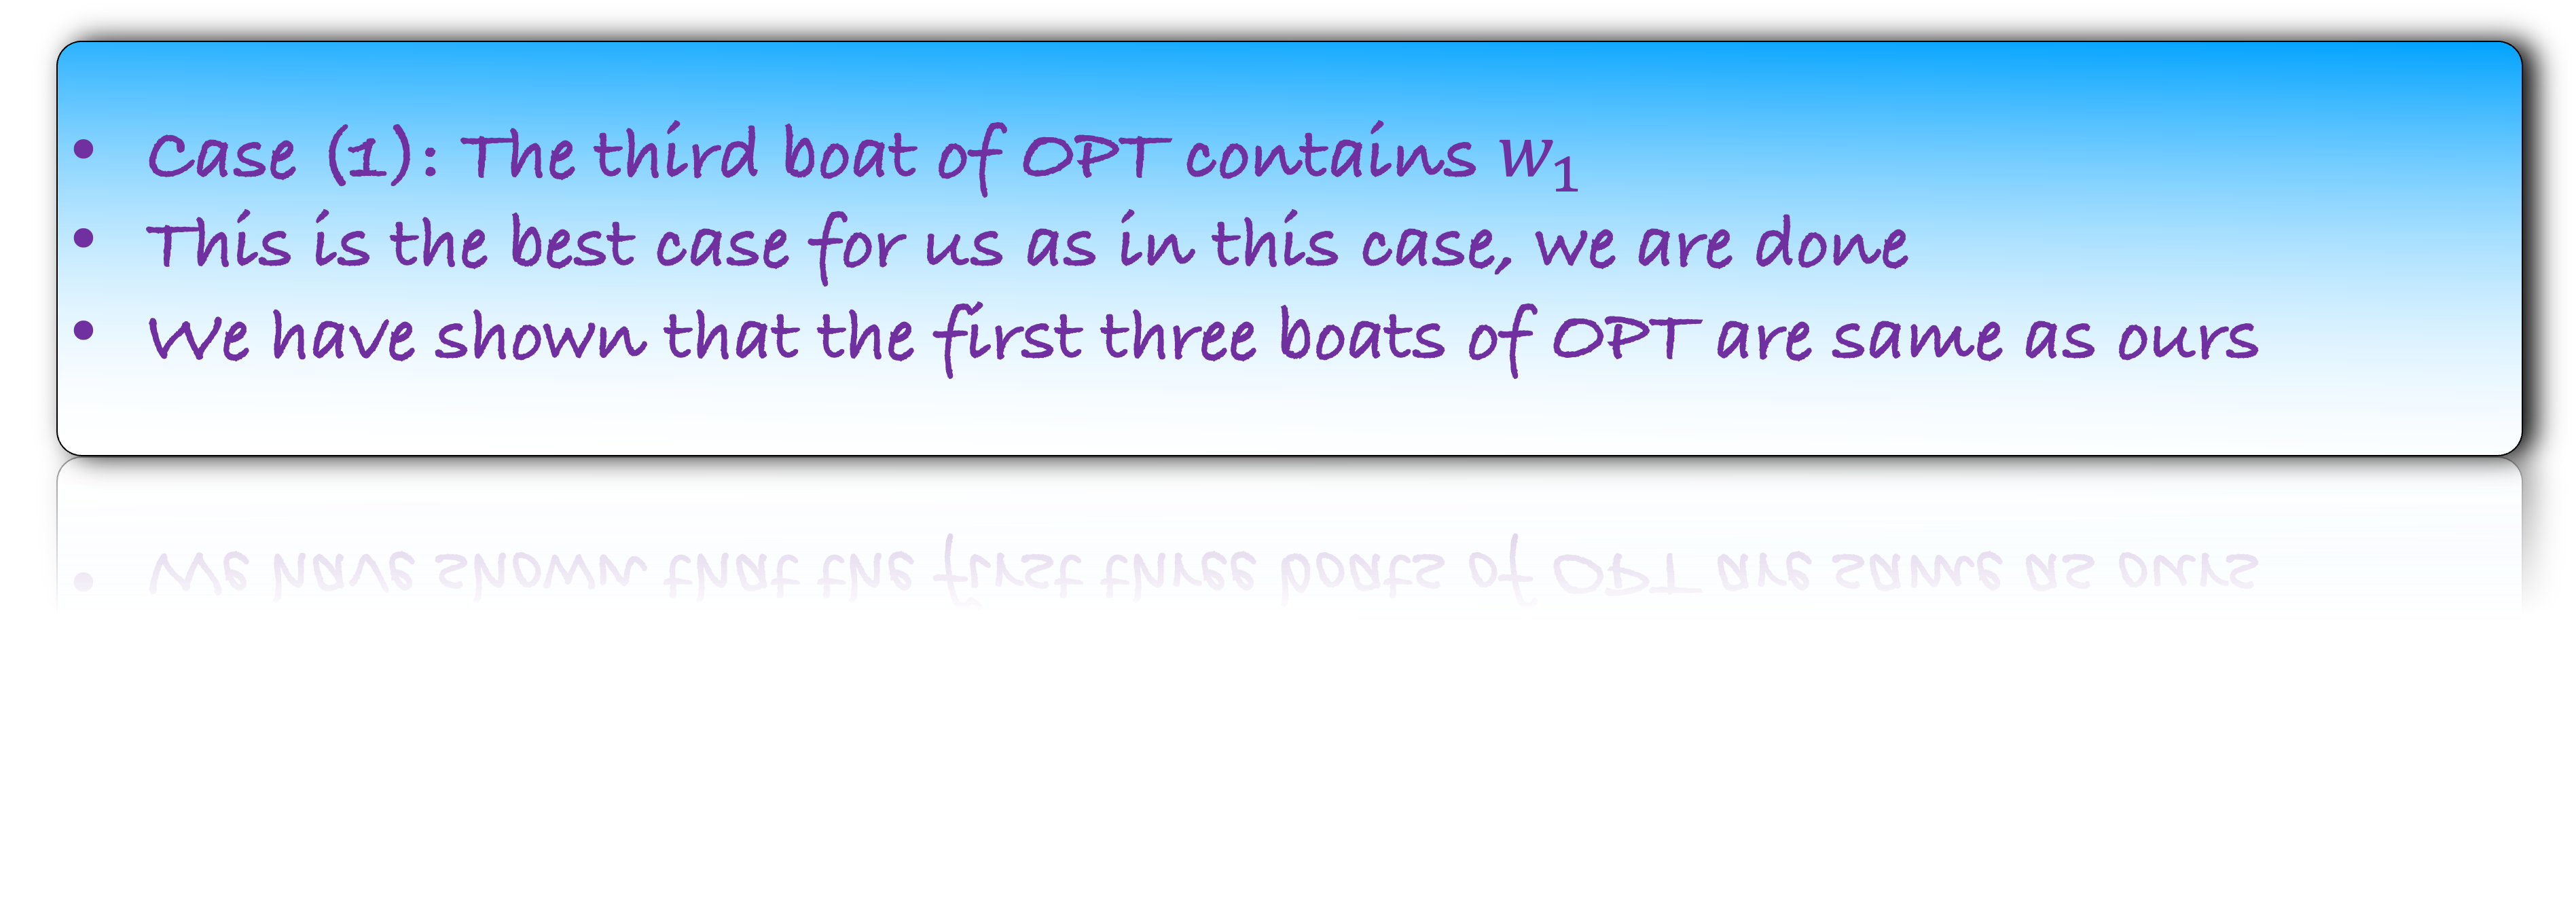 • Case (1): The third boat of OPT contains w₁
• This is the best case for us as in this case, we are done
• We have shown that the first three boats of OPT are same as ours